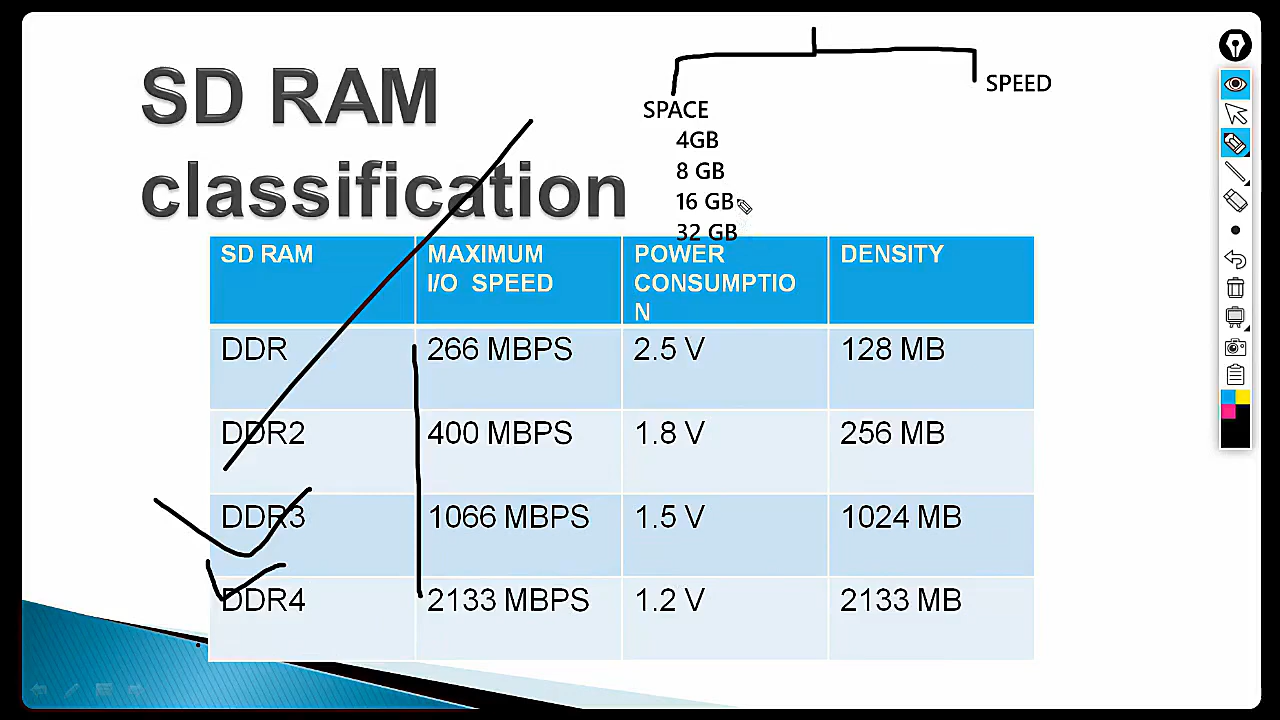 SD RAM
classification
SPEED
SPACE
4GB
8 GB
16 GB
32 GB
SD RAM MAXIMUM I/O SPEED POWER CONSUMPTIO N DENSITY
DDR 266 MBPS 2.5 V 128 MB
DDR2 400 MBPS 1.8 V 256 MB
DDR3 1066 MBPS 1.5 V 1024 MB
DDR4 2133 MBPS 1.2 V 2133 MB